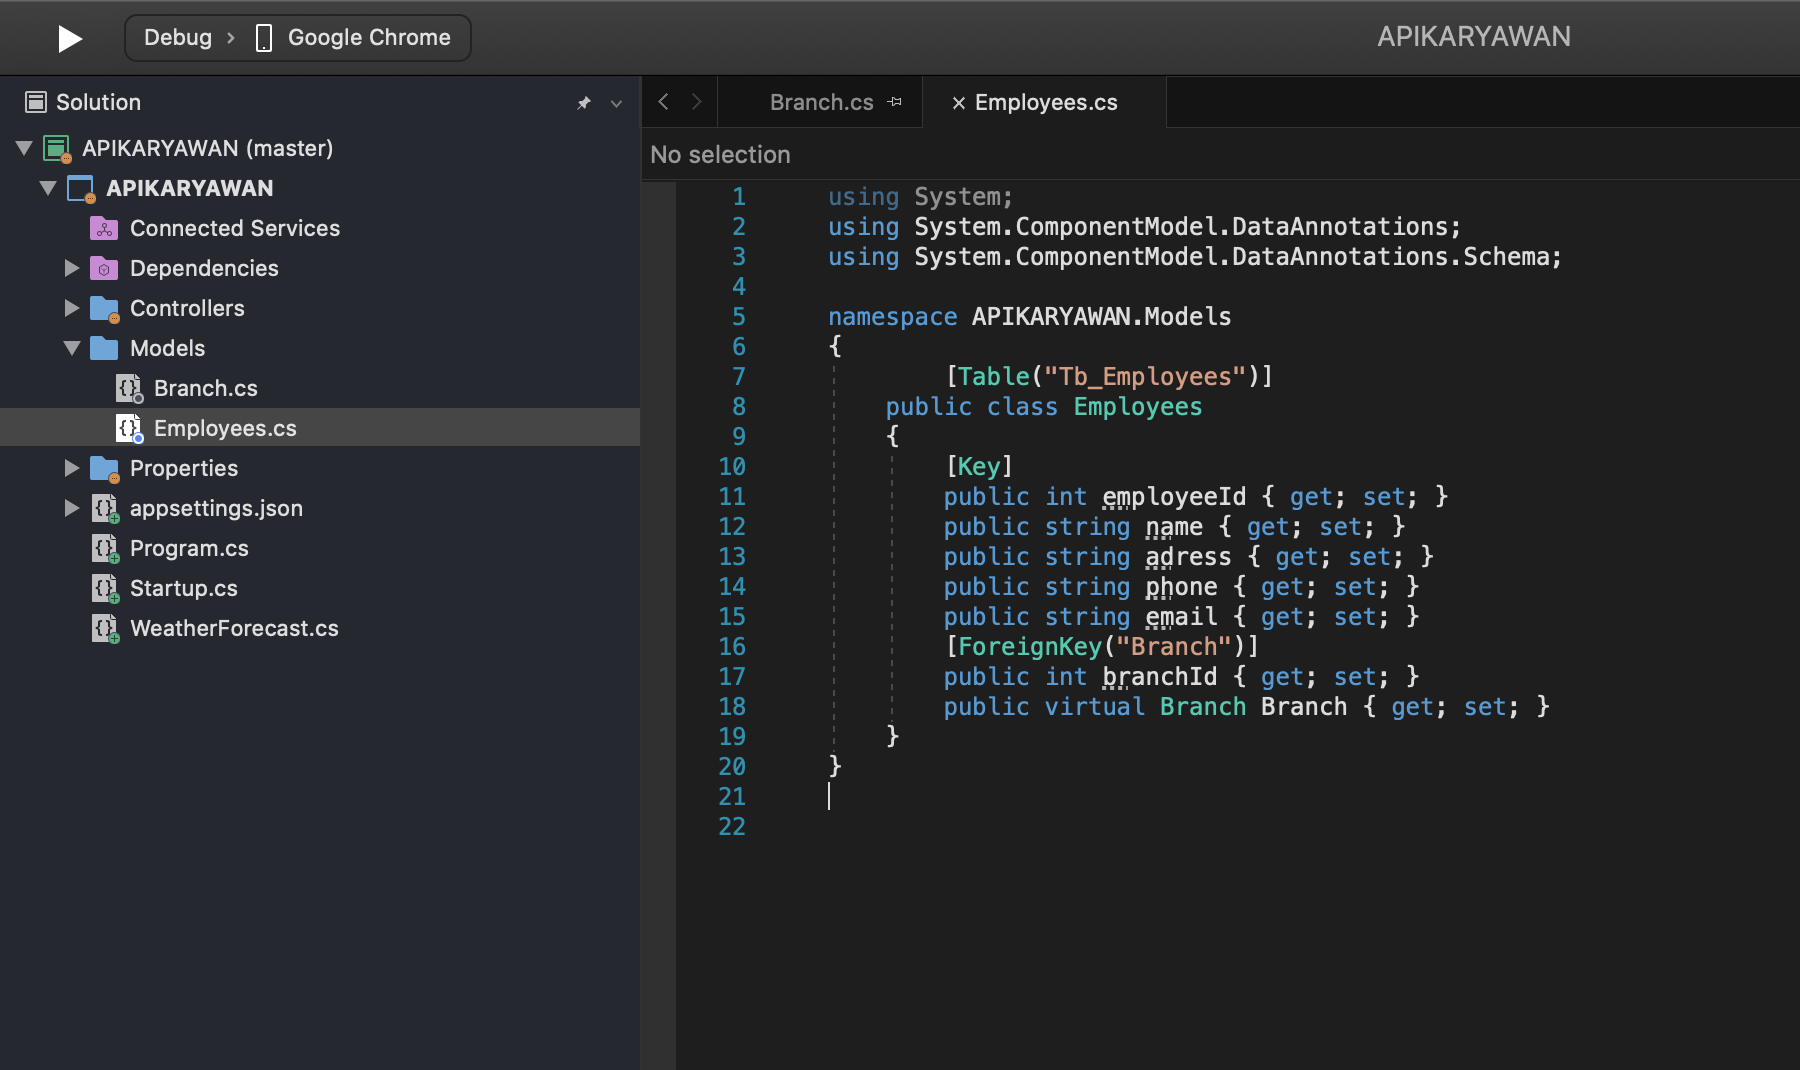 Debug › Google Chrome
APIKARYAWAN
Solution
APIKARYAWAN (master)
APIKARYAWAN
Connected Services
Dependencies
Controllers
Models
Branch.cs
Employees.cs
Properties
appsettings.json
Program.cs
Startup.cs
WeatherForecast.cs
Branch.cs
Employees.cs
No selection
1 using System;
2 using System.ComponentModel.DataAnnotations;
3 using System.ComponentModel.DataAnnotations.Schema;
4
5 namespace APIKARYAWAN.Models
6 {
7 [Table("Tb_Employees")]
8 public class Employees
9 {
10 [Key]
11 public int employeeId { get; set; }
12 public string name { get; set; }
13 public string adress { get; set; }
14 public string phone { get; set; }
15 public string email { get; set; }
16 [ForeignKey("Branch")]
17 public int branchId { get; set; }
18 public virtual Branch Branch { get; set; }
19 }
20 }
21
22